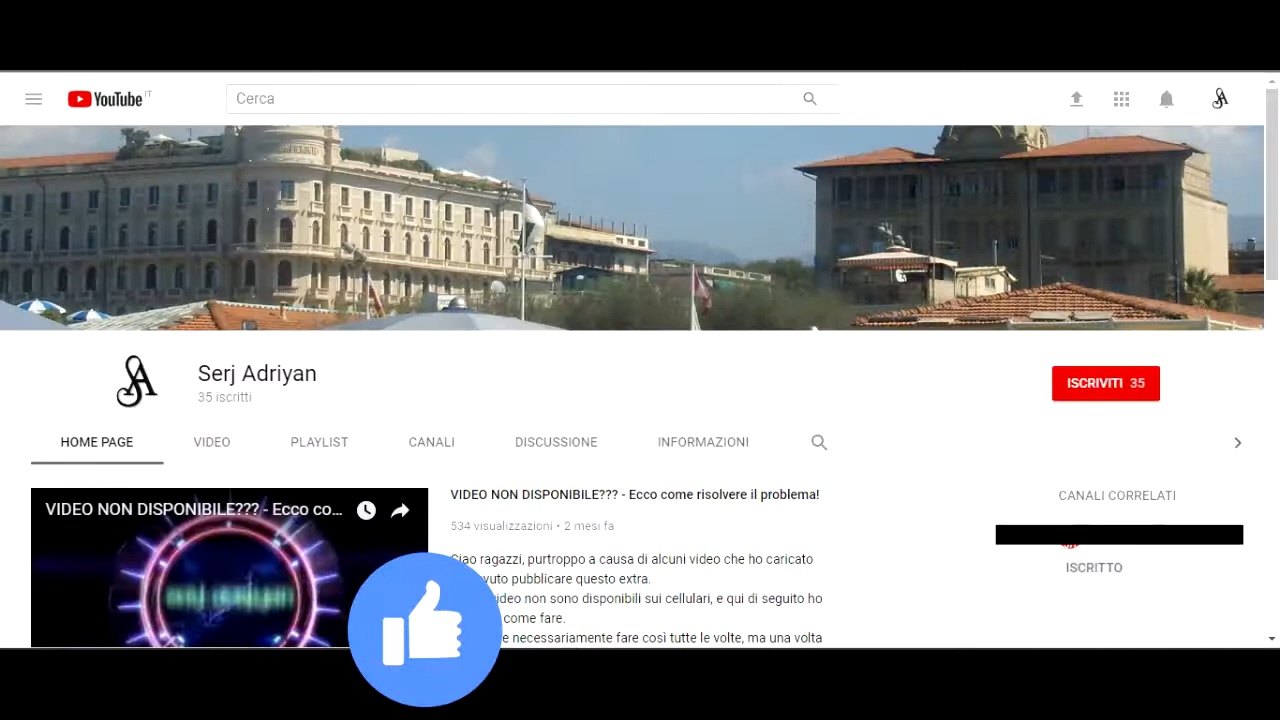 YouTube IT
Cerca
Serj Adriyan
35 iscritti
ISCRIVITI 35
HOME PAGE
VIDEO
PLAYLIST
CANALI
DISCUSSIONE
INFORMAZIONI
VIDEO NON DISPONIBILE??? - Ecco co...
VIDEO NON DISPONIBILE??? - Ecco come risolvere il problema!
534 visualizzazioni • 2 mesi fa
Ciao ragazzi, purtroppo a causa di alcuni video che ho caricato
pubblicare questo extra.
non sono disponibili sui cellulari, e qui di seguito ho
come fare.
necessariamente fare così tutte le volte, ma una volta
CANALI CORRELATI
ISCRITTO